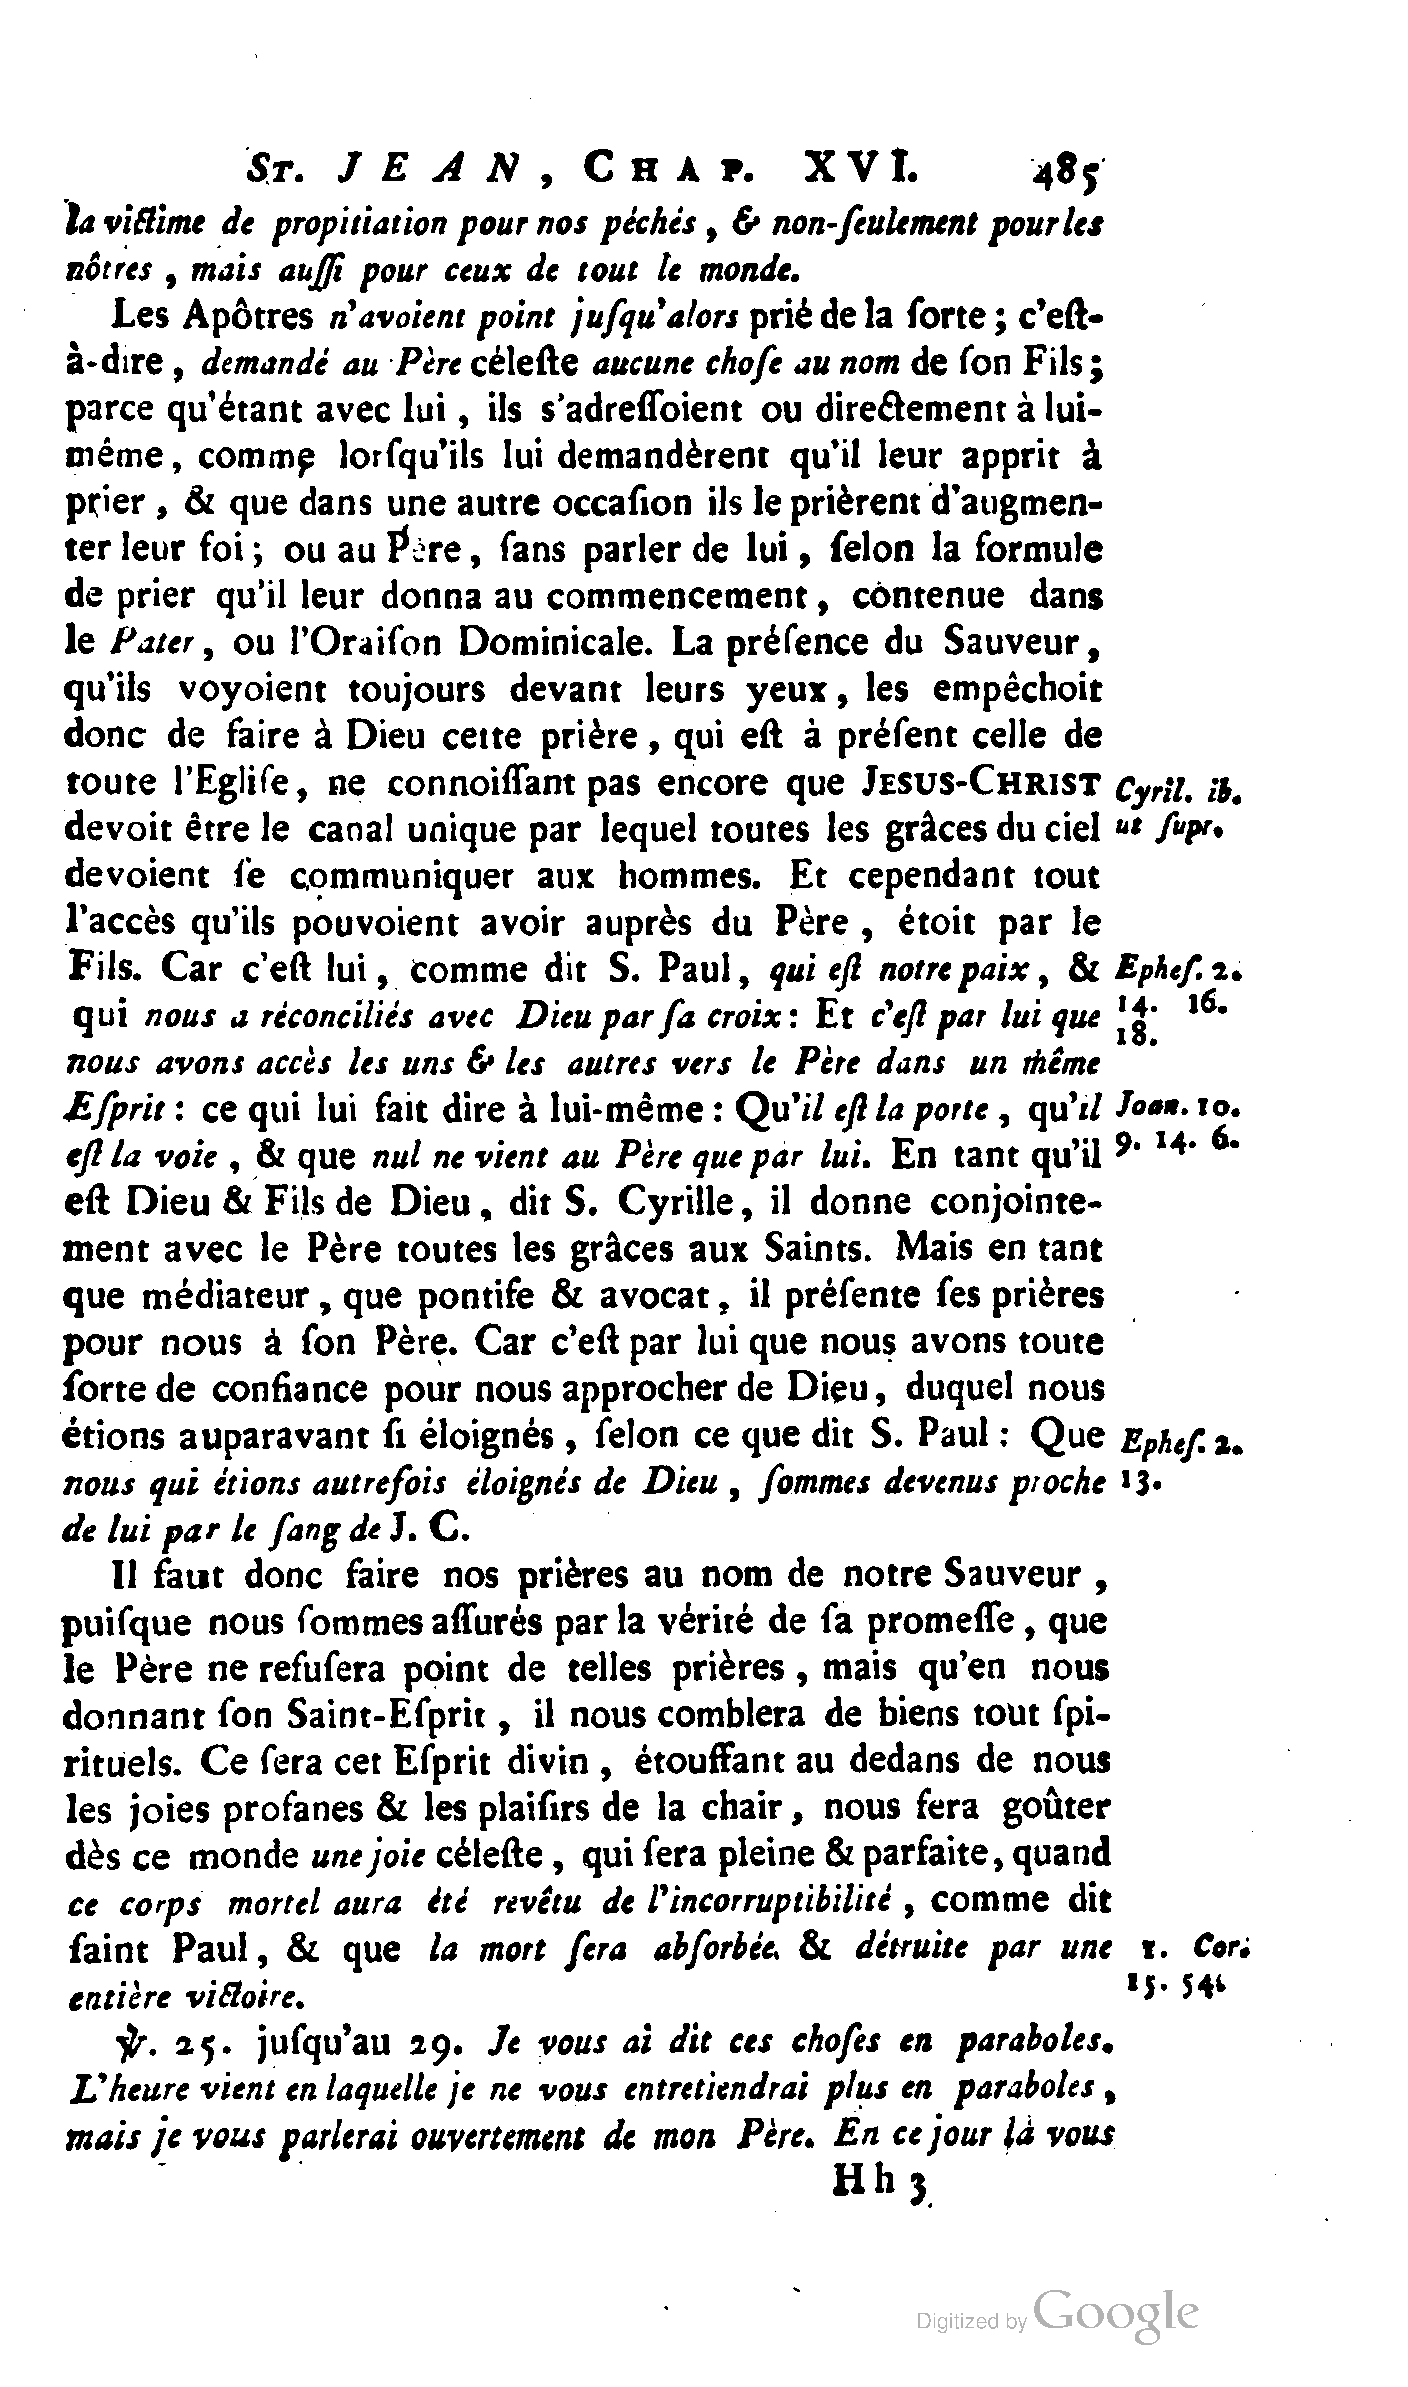 St. JEAN, CHAP. XVI. 485
la victime de propitiation pour nos péchés, & non-ſeulement pour les
nôtres, mais auſſi pour ceux de tout le monde.
Les Apôtres n'avoient point juſqu'alors prié de la ſorte; c'eſt-
à-dire, demandé au Père céleſte aucune choſe au nom de ſon Fils;
parce qu'étant avec lui, ils s'adreſſoient ou directement à lui-
même, comme lorſqu'ils lui demandèrent qu'il leur apprit à
prier, & que dans une autre occaſion ils le prièrent d'augmen-
ter leur foi; ou au Père, ſans parler de lui, ſelon la formule
de prier qu'il leur donna au commencement, contenue dans
le Pater, ou l'Oraiſon Dominicale. La préſence du Sauveur,
qu'ils voyoient toujours devant leurs yeux, les empêchoit
donc de faire à Dieu cette prière, qui eſt à préſent celle de
toute l'Egliſe, ne connoiſſant pas encore que JESUS-CHRIST Cyril. ib.
devoit être le canal unique par lequel toutes les grâces du ciel ut ſupr.
devoient ſe communiquer aux hommes. Et cependant tout
l'accès qu'ils pouvoient avoir auprès du Père, étoit par le
Fils. Car c'eſt lui, comme dit S. Paul, qui eſt notre paix, & Epheſ. 2.
qui nous a réconciliés avec Dieu par ſa croix: Et c'eſt par lui que 14. 16.
18.
nous avons accès les uns & les autres vers le Père dans un même
Eſprit: ce qui lui fait dire à lui-même: Qu'il eſt la porte, qu'il Joan. 10.
eſt la voie, & que nul ne vient au Père que par lui. En tant qu'il 9. 14. 6.
eſt Dieu & Fils de Dieu, dit S. Cyrille, il donne conjointe-
ment avec le Père toutes les grâces aux Saints. Mais en tant
que médiateur, que pontife & avocat, il préſente ſes prières
pour nous à ſon Père. Car c'eſt par lui que nous avons toute
ſorte de confiance pour nous approcher de Dieu, duquel nous
étions auparavant ſi éloignés, ſelon ce que dit S. Paul: Que Epheſ. 2.
nous qui étions autrefois éloignés de Dieu, ſommes devenus proche 13.
de lui par le ſang de J. C.
Il faut donc faire nos prières au nom de notre Sauveur,
puiſque nous ſommes aſſurés par la vérité de ſa promeſſe, que
le Père ne refuſera point de telles prières, mais qu'en nous
donnant ſon Saint-Eſprit, il nous comblera de biens tout ſpi-
rituels. Ce ſera cet Eſprit divin, étouffant au dedans de nous
les joies profanes & les plaiſirs de la chair, nous fera goûter
dès ce monde une joie céleſte, qui ſera pleine & parfaite, quand
ce corps mortel aura été revêtu de l'incorruptibilité, comme dit
ſaint Paul, & que la mort ſera abſorbée & détruite par une 1. Cor.
entière victoire. 15. 54.
℣. 25. juſqu'au 29. Je vous ai dit ces choſes en paraboles.
L'heure vient en laquelle je ne vous entretiendrai plus en paraboles,
mais je vous parlerai ouvertement de mon Père. En ce jour là vous
Hh 3
Digitized by Google